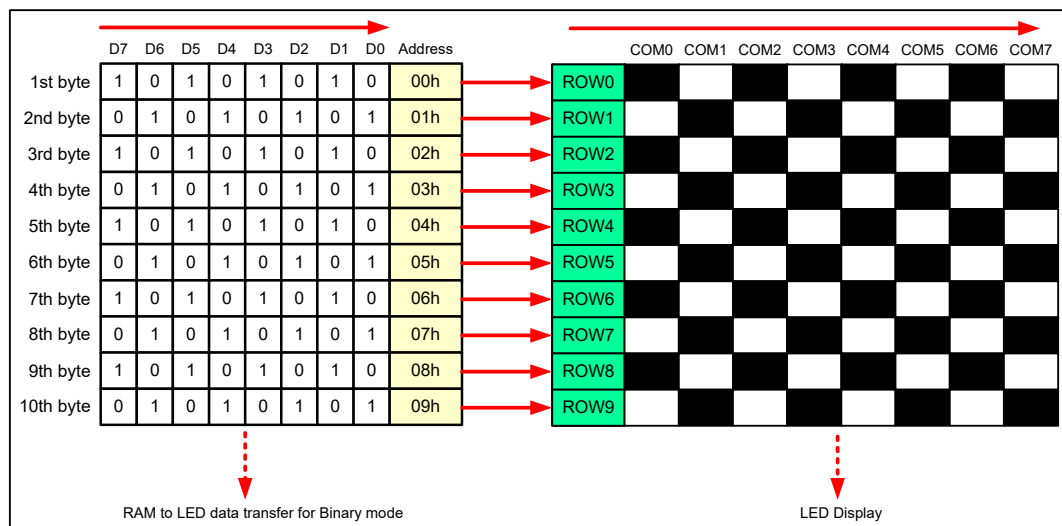 D7 D6 D5 D4 D3 D2 D1 D0 Address COM0 COM1 COM2 COM3 COM4 COM5 COM6 COM7
1st byte 1 0 1 0 1 0 1 0 00h ROW0
2nd byte 0 1 0 1 0 1 0 1 01h ROW1
3rd byte 1 0 1 0 1 0 1 0 02h ROW2
4th byte 0 1 0 1 0 1 0 1 03h ROW3
5th byte 1 0 1 0 1 0 1 0 04h ROW4
6th byte 0 1 0 1 0 1 0 1 05h ROW5
7th byte 1 0 1 0 1 0 1 0 06h ROW6
8th byte 0 1 0 1 0 1 0 1 07h ROW7
9th byte 1 0 1 0 1 0 1 0 08h ROW8
10th byte 0 1 0 1 0 1 0 1 09h ROW9
RAM to LED data transfer for Binary mode LED Display